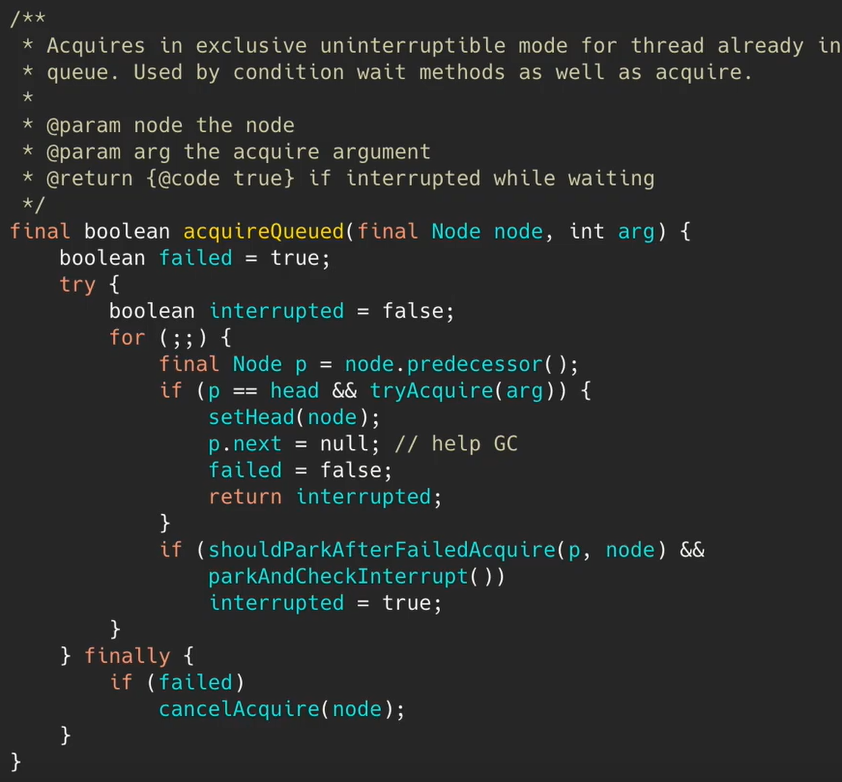 /**
 * Acquires in exclusive uninterruptible mode for thread already in
 * queue. Used by condition wait methods as well as acquire.
 *
 * @param node the node
 * @param arg the acquire argument
 * @return {@code true} if interrupted while waiting
 */
final boolean acquireQueued(final Node node, int arg) {
    boolean failed = true;
    try {
        boolean interrupted = false;
        for (;;) {
            final Node p = node.predecessor();
            if (p == head && tryAcquire(arg)) {
                setHead(node);
                p.next = null; // help GC
                failed = false;
                return interrupted;
            }
            if (shouldParkAfterFailedAcquire(p, node) &&
                parkAndCheckInterrupt())
                interrupted = true;
        }
    } finally {
        if (failed)
            cancelAcquire(node);
    }
}